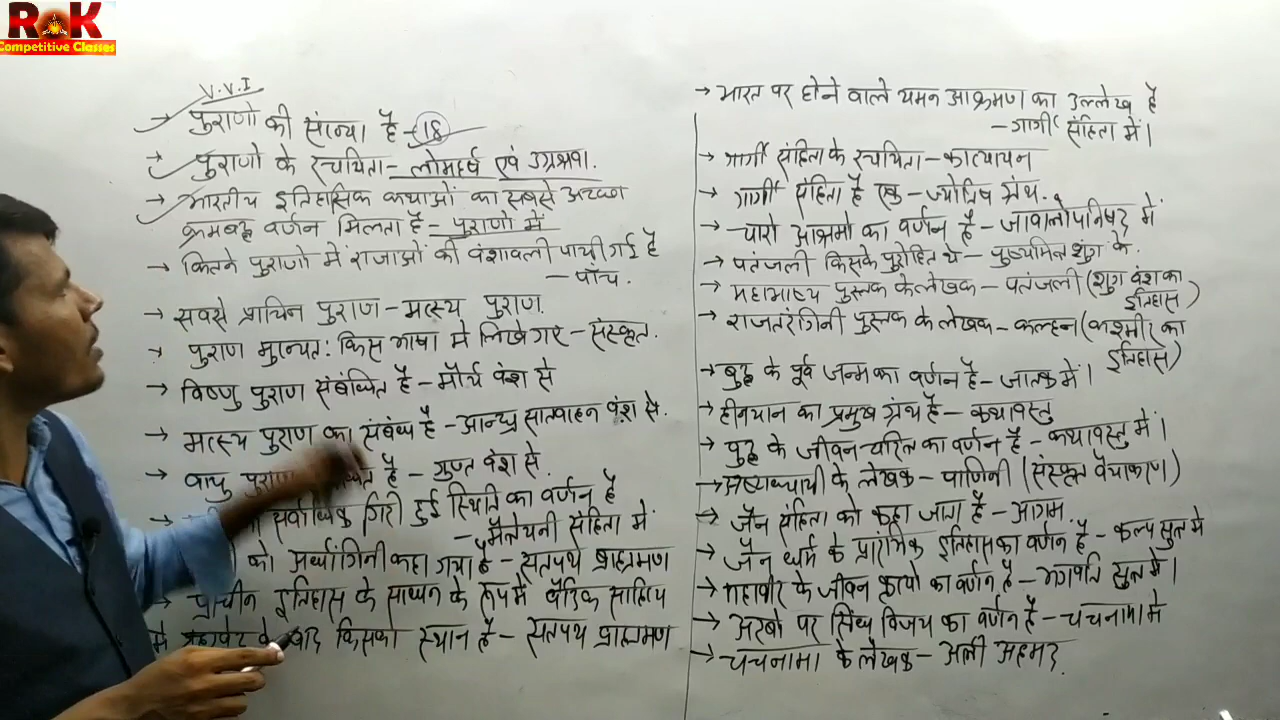 RK
Competitive Classes
V.V.I
→ पुराणो की संख्या है - 18
→ पुराणो के रचयिता - लोमहर्ष एवं उग्रश्रवा.
→ भारतीय इतिहासिक कथाओं का सबसे अच्छा
क्रमबद्ध वर्णन मिलता है - पुराणो में
→ कितने पुराणो में राजाओं की वंशावली पायी गई है
- पाँच.
→ सबसे प्राचिन पुराण - मत्स्य पुराण.
→ पुराण मुख्यत: किस भाषा में लिखे गए - संस्कृत.
→ विष्णु पुराण संबंधित है - मौर्य वंश से
→ मत्स्य पुराण का संबंध है - आन्ध्र सातवाहन वंश से.
→ वायु पुराण है - गुप्त वंश से.
→ सर्वाधिक गिरी हुई स्थिति का वर्णन है
- मैत्रेयनी संहिता में
को अर्धांगिनी कहा गया है - सतपथ ब्राह्मण
→ प्राचीन इतिहास के साधन के रूप में वैदिक साहित्य
में बाद किसका स्थान है - सतपथ ब्राह्मण
→ भारत पर होने वाले यमन आक्रमण का उल्लेख है
- गार्गी संहिता में।
→ गार्गी संहिता के रचयिता - कात्यायन
→ गार्गी संहिता है एक - ज्योतिष ग्रंथ.
→ चारो आश्रमो का वर्णन है - जावालोपनिषद में
→ पतंजली किसके पुरोहित थे - पुष्यमित्र शुंग के.
→ महाभाष्य पुस्तक के लेखक - पतंजली (शुंग वंश का
इतिहास)
→ राजतरंगिनी पुस्तक के लेखक - कल्हन (कश्मीर का
इतिहास)
→ बुद्ध के पूर्व जन्म का वर्णन है - जातक में।
→ हीनयान का प्रमुख ग्रंथ है - कथावस्तु
→ बुद्ध के जीवन-चरित का वर्णन है - कथावस्तु में।
→ अष्टाध्यायी के लेखक - पाणिनी (संस्कृत वैयाकरण)
→ जैन संहिता को कहा जाता है - आगम.
→ जैन धर्म के प्रारंभिक इतिहास का वर्णन है - कल्प सुत में
→ महावीर के जीवन कार्यो का वर्णन है - भगवति सुत में।
→ अरबो पर सिंध विजय का वर्णन है - चचनामा में
→ चचनामा के लेखक - अली अहमद.